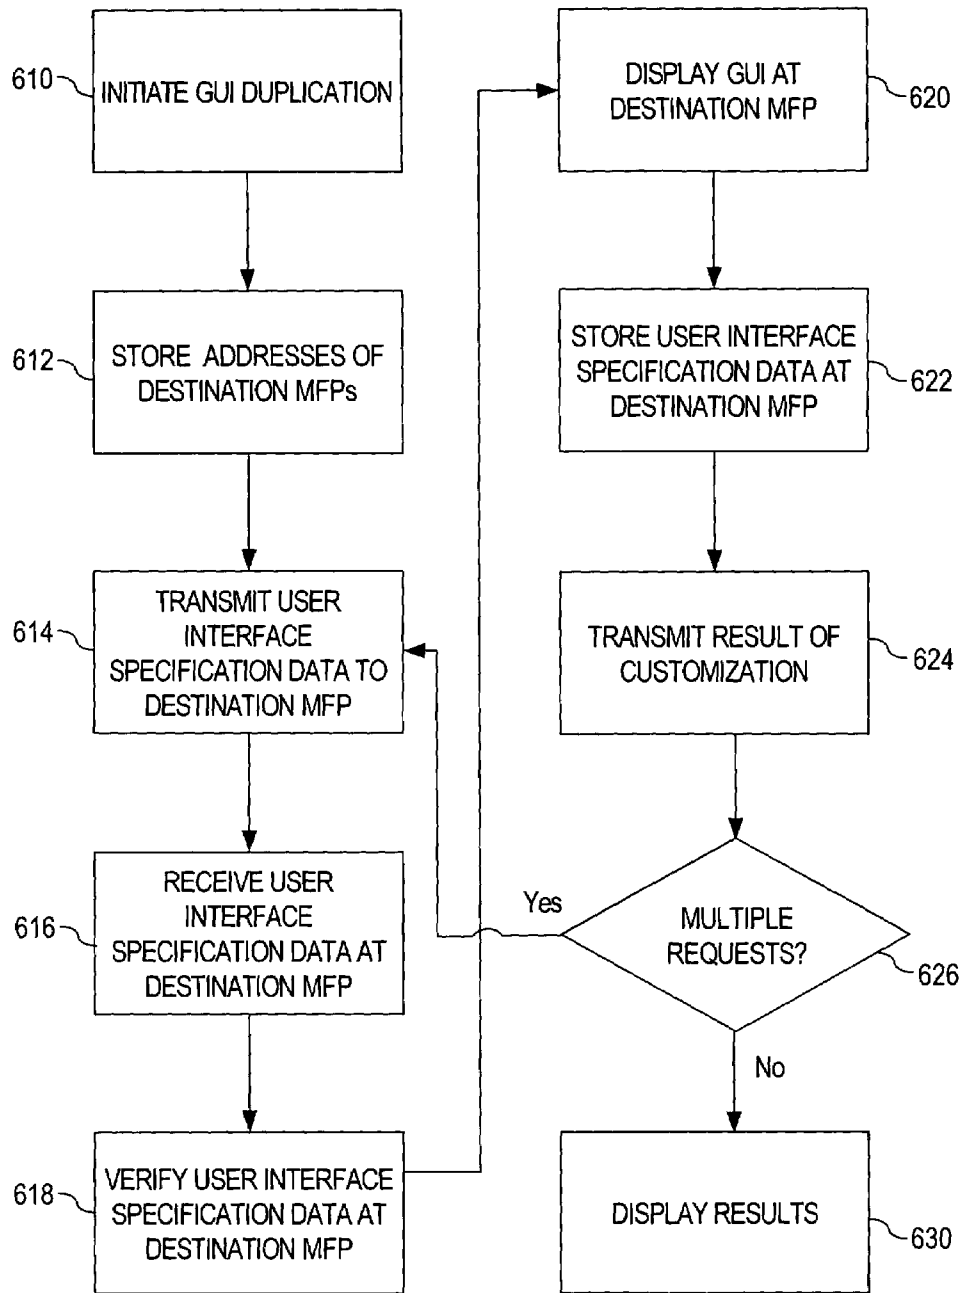 610
INITIATE GUI DUPLICATION
612
STORE ADDRESSES OF
DESTINATION MFPs
614
TRANSMIT USER
INTERFACE
SPECIFICATION DATA TO
DESTINATION MFP
616
RECEIVE USER
INTERFACE
SPECIFICATION DATA AT
DESTINATION MFP
618
VERIFY USER INTERFACE
SPECIFICATION DATA AT
DESTINATION MFP
DISPLAY GUI AT
DESTINATION MFP
620
STORE USER INTERFACE
SPECIFICATION DATA AT
DESTINATION MFP
622
TRANSMIT RESULT OF
CUSTOMIZATION
624
Yes
MULTIPLE
REQUESTS?
626
No
DISPLAY RESULTS
630